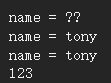 name = ??
name = tony
name = tony
123